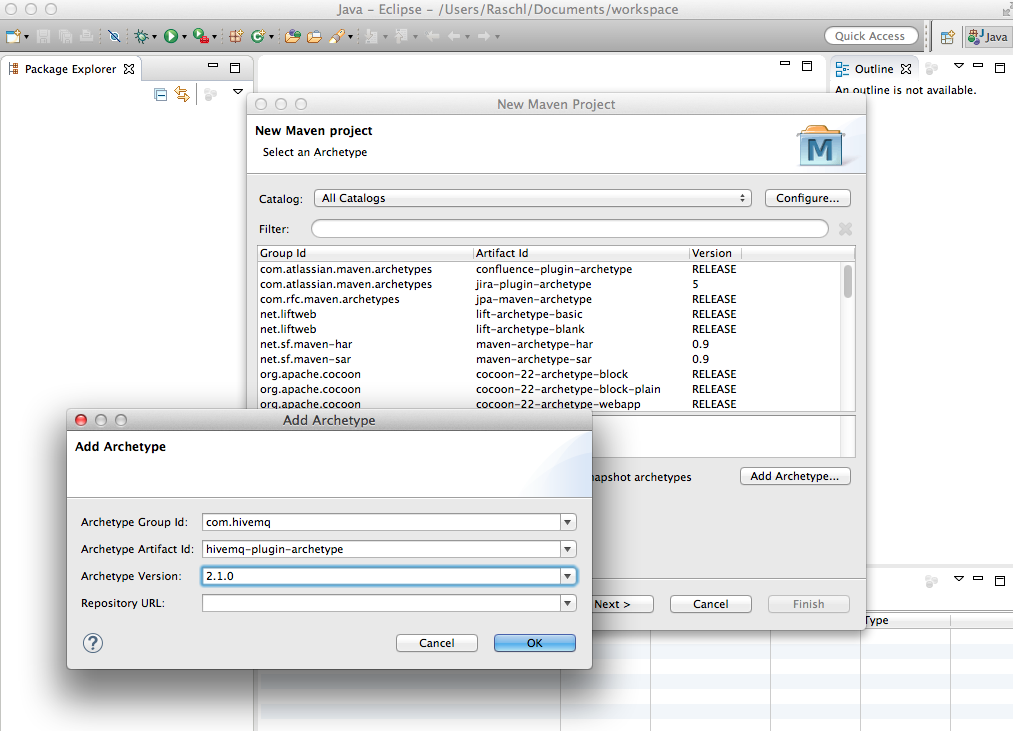 Java - Eclipse - /Users/Raschl/Documents/workspace
Quick Access
Java
Package Explorer
Outline
An outline is not available.
New Maven Project
New Maven project
Select an Archetype
M
Catalog: All Catalogs Configure...
Filter:
Group Id Artifact Id Version
com.atlassian.maven.archetypes confluence-plugin-archetype RELEASE
com.atlassian.maven.archetypes jira-plugin-archetype 5
com.rfc.maven.archetypes jpa-maven-archetype RELEASE
net.liftweb lift-archetype-basic RELEASE
net.liftweb lift-archetype-blank RELEASE
net.sf.maven-har maven-archetype-har 0.9
net.sf.maven-sar maven-archetype-sar 0.9
org.apache.cocoon cocoon-22-archetype-block RELEASE
org.apache.cocoon cocoon-22-archetype-block-plain RELEASE
org.apache.cocoon cocoon-22-archetype-webapp RELEASE
napshot archetypes Add Archetype...
Next > Cancel Finish
Type
Add Archetype
Add Archetype
Archetype Group Id: com.hivemq
Archetype Artifact Id: hivemq-plugin-archetype
Archetype Version: 2.1.0
Repository URL:
? Cancel OK